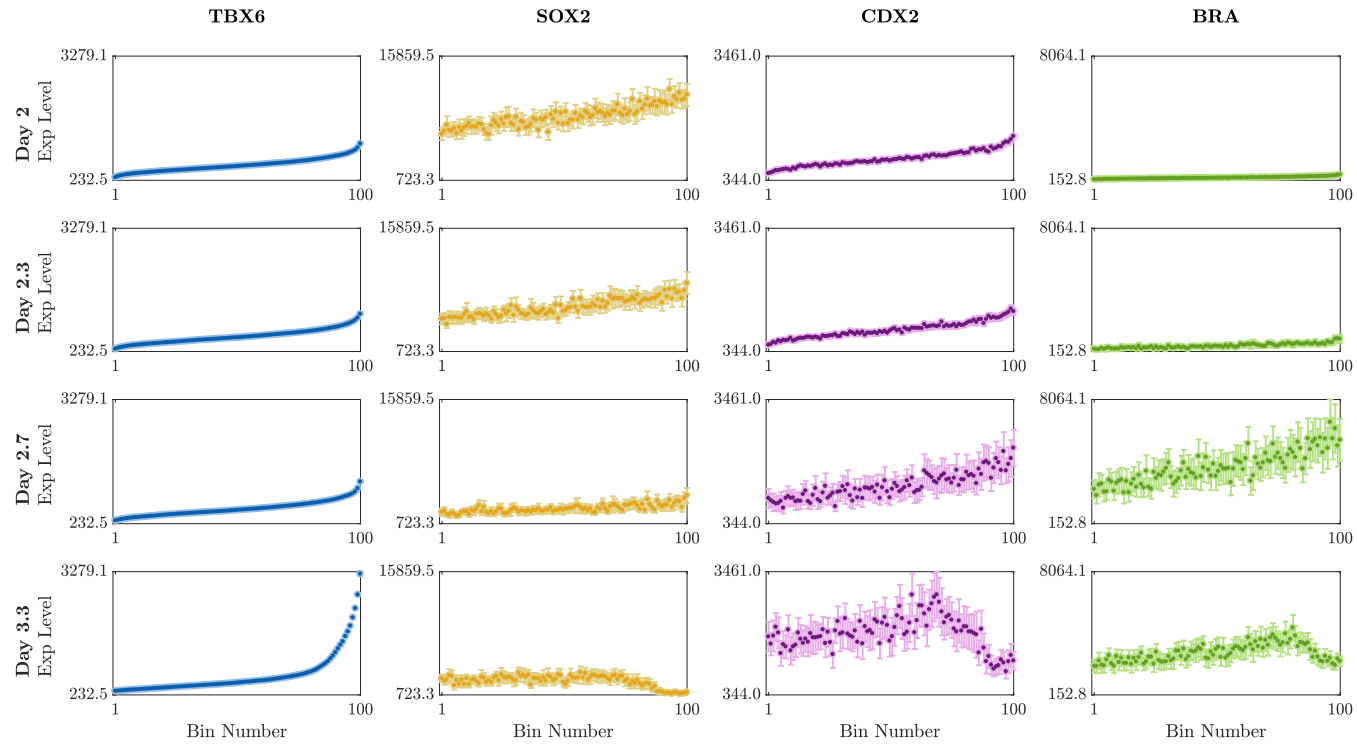 TBX6 SOX2 CDX2 BRA
Day 2
Exp Level
3279.1 15859.5 3461.0 8064.1
232.5 723.3 344.0 152.8
1 100 1 100 1 100 1 100
Day 2.3
Exp Level
3279.1 15859.5 3461.0 8064.1
232.5 723.3 344.0 152.8
1 100 1 100 1 100 1 100
Day 2.7
Exp Level
3279.1 15859.5 3461.0 8064.1
232.5 723.3 344.0 152.8
1 100 1 100 1 100 1 100
Day 3.3
Exp Level
3279.1 15859.5 3461.0 8064.1
232.5 723.3 344.0 152.8
1 100 1 100 1 100 1 100
Bin Number Bin Number Bin Number Bin Number